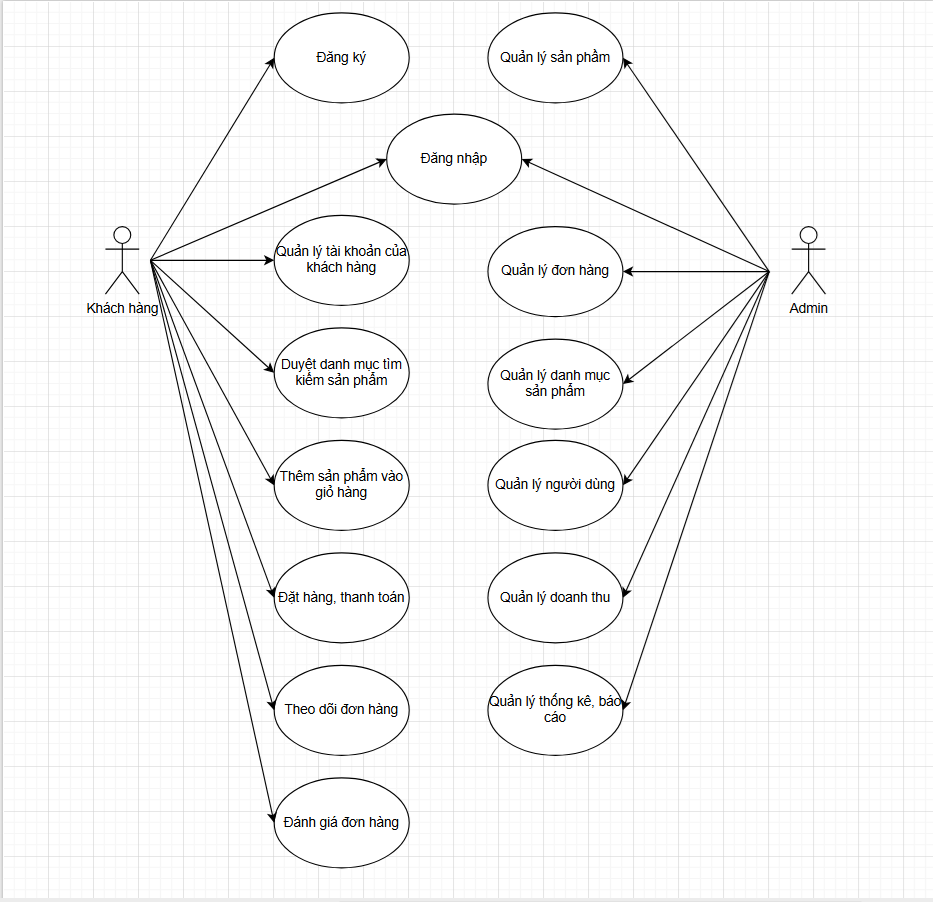 Đăng ký
Quản lý sản phẩm
Đăng nhập
Quản lý tài khoản của
khách hàng
Quản lý đơn hàng
Khách hàng
Admin
Duyệt danh mục tìm
kiếm sản phẩm
Quản lý danh mục
sản phẩm
Thêm sản phẩm vào
giỏ hàng
Quản lý người dùng
Đặt hàng, thanh toán
Quản lý doanh thu
Theo dõi đơn hàng
Quản lý thống kê, báo
cáo
Đánh giá đơn hàng